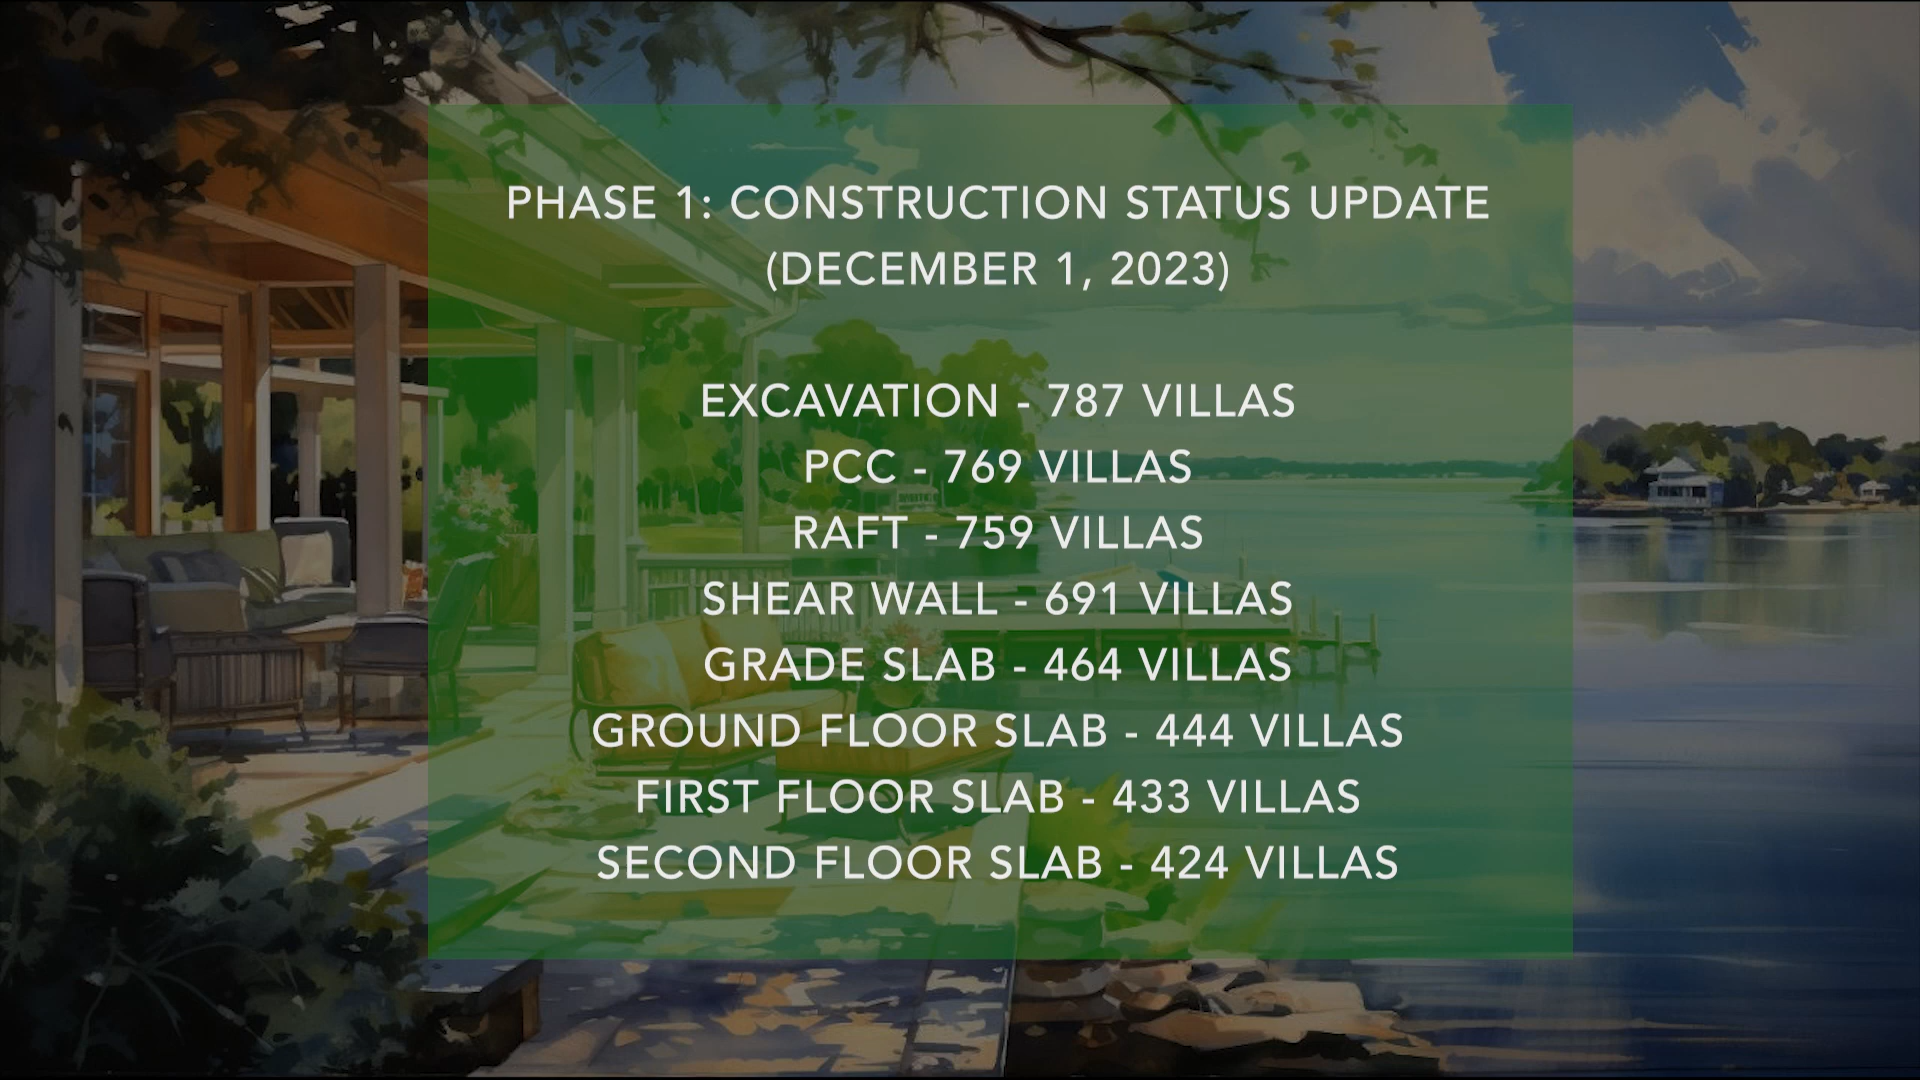 PHASE 1: CONSTRUCTION STATUS UPDATE
(DECEMBER 1, 2023)
EXCAVATION - 787 VILLAS
PCC - 769 VILLAS
RAFT - 759 VILLAS
SHEAR WALL - 691 VILLAS
GRADE SLAB - 464 VILLAS
GROUND FLOOR SLAB - 444 VILLAS
FIRST FLOOR SLAB - 433 VILLAS
SECOND FLOOR SLAB - 424 VILLAS